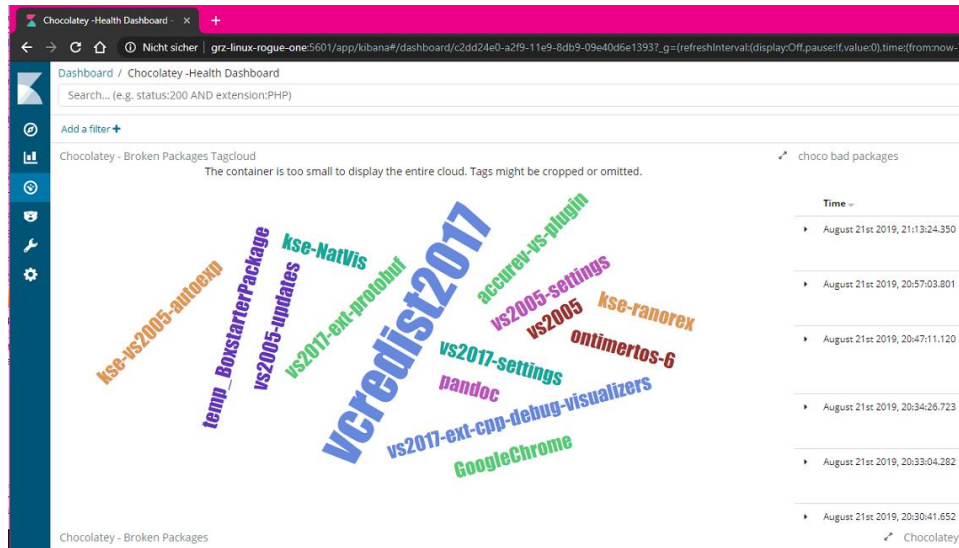 Chocolatey -Health Dashboard -
Nicht sicher | grz-linux-rogue-one:5601/app/kibana#/dashboard/c2dd24e0-a2f9-11e9-8db9-09e40d6e1393?_g=(refreshInterval:(display:Off,pause:!f,value:0),time:(from:now-
Dashboard / Chocolatey -Health Dashboard
Search... (e.g. status:200 AND extension:PHP)
Add a filter +
Chocolatey - Broken Packages Tagcloud
The container is too small to display the entire cloud. Tags might be cropped or omitted.
kse-vs2005-autoexp
temp_BoxstarterPackage
vs2005-updates
kse-NatVis
vs2017-ext-protobuf
vcredist2017
accurev-vs-plugin
vs2005-settings
vs2005
kse-ranorex
ontimertos-6
vs2017-settings
pandoc
vs2017-ext-cpp-debug-visualizers
GoogleChrome
choco bad packages
Time
August 21st 2019, 21:13:24.350
August 21st 2019, 20:57:03.801
August 21st 2019, 20:47:11.120
August 21st 2019, 20:34:26.723
August 21st 2019, 20:33:04.282
August 21st 2019, 20:30:41.652
Chocolatey - Broken Packages
Chocolatey